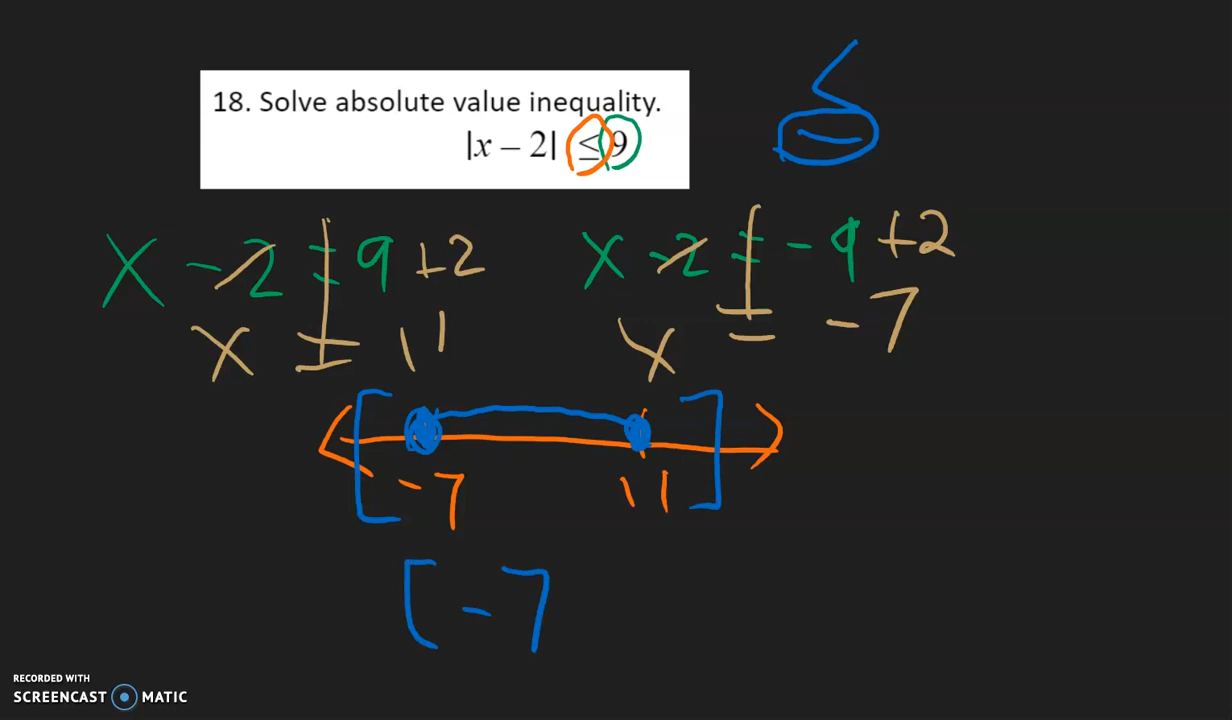 18. Solve absolute value inequality.
|x – 2| ≤ 9
≤
X - 2 = 9 + 2
X - 2 = - 9 + 2
X = 11
X = - 7
[ ]
- 7 11
[ - 7
RECORDED WITH
SCREENCAST MATIC